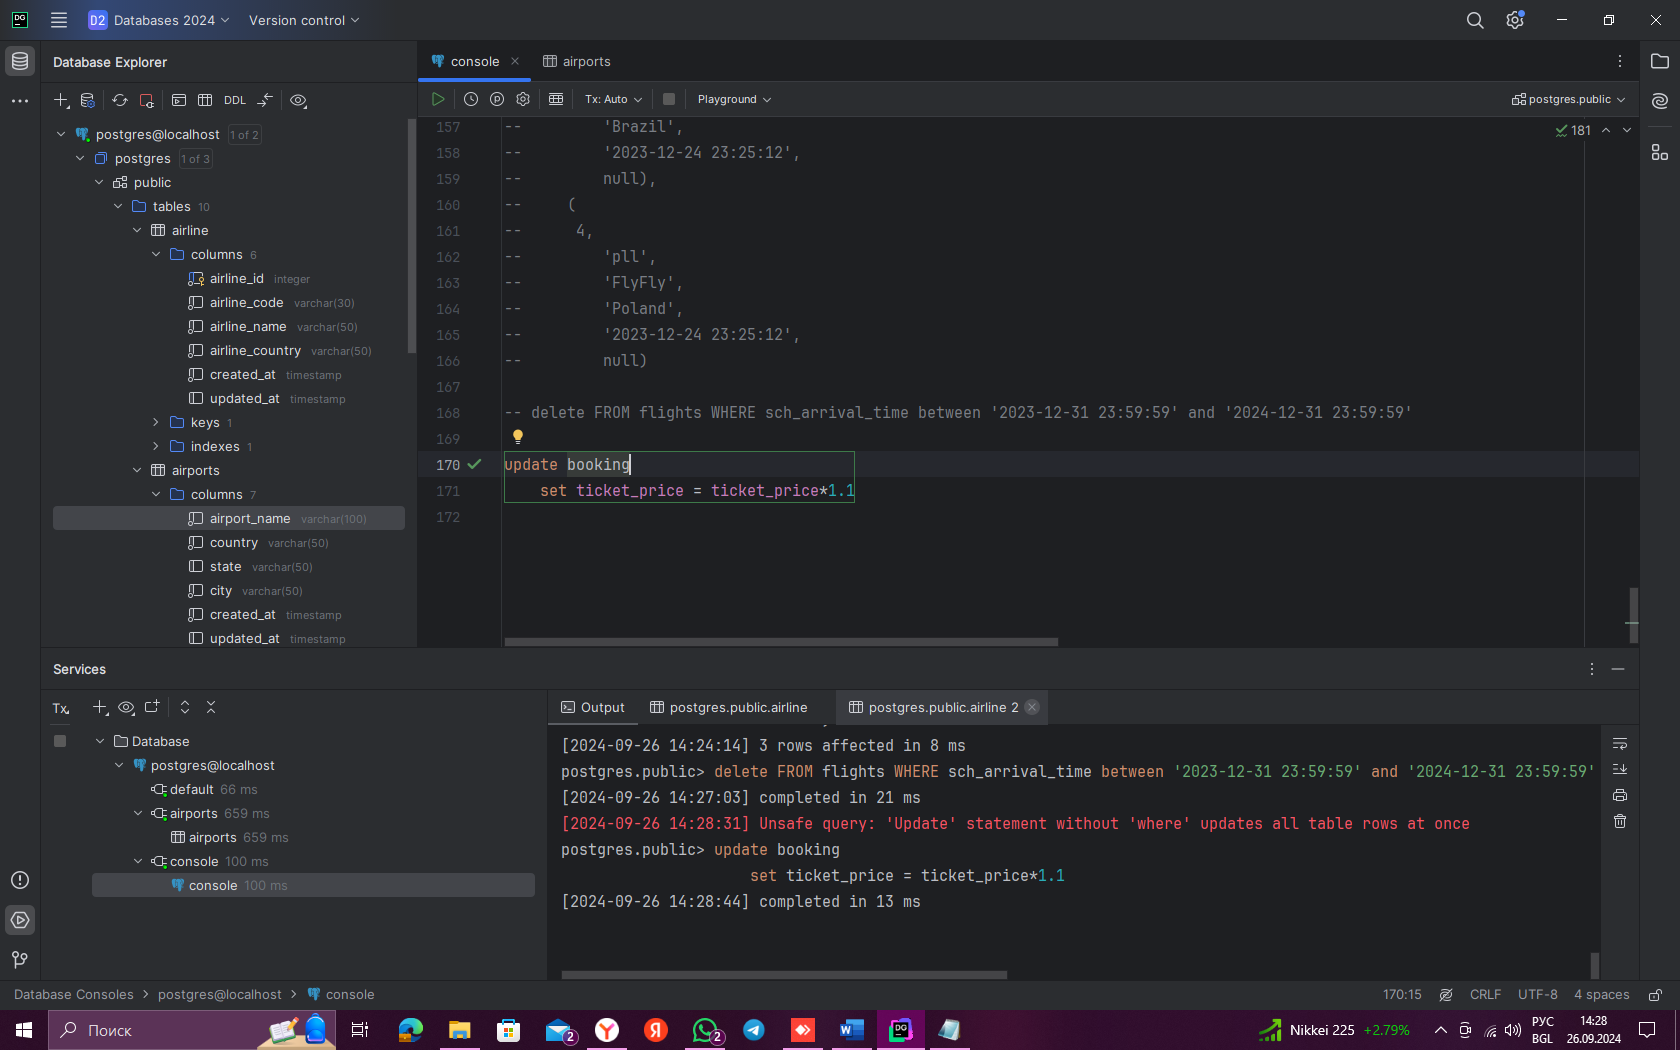 DG
D2 Databases 2024 Version control
Database Explorer
console
airports
DDL
Tx: Auto
Playground
postgres.public
postgres@localhost 1 of 2
postgres 1 of 3
public
tables 10
airline
columns 6
airline_id integer
airline_code varchar(30)
airline_name varchar(50)
airline_country varchar(50)
created_at timestamp
updated_at timestamp
keys 1
indexes 1
airports
columns 7
airport_name varchar(100)
country varchar(50)
state varchar(50)
city varchar(50)
created_at timestamp
updated_at timestamp
181
157 -- 'Brazil',
158 -- '2023-12-24 23:25:12',
159 -- null),
160 -- (
161 -- 4,
162 -- 'pll',
163 -- 'FlyFly',
164 -- 'Poland',
165 -- '2023-12-24 23:25:12',
166 -- null)
167
168 -- delete FROM flights WHERE sch_arrival_time between '2023-12-31 23:59:59' and '2024-12-31 23:59:59'
169
170 update booking
171 set ticket_price = ticket_price*1.1
172
Services
Tx
Database
postgres@localhost
default 66 ms
airports 659 ms
airports 659 ms
console 100 ms
console 100 ms
Output
postgres.public.airline
postgres.public.airline 2
[2024-09-26 14:24:14] 3 rows affected in 8 ms
postgres.public> delete FROM flights WHERE sch_arrival_time between '2023-12-31 23:59:59' and '2024-12-31 23:59:59'
[2024-09-26 14:27:03] completed in 21 ms
[2024-09-26 14:28:31] Unsafe query: 'Update' statement without 'where' updates all table rows at once
postgres.public> update booking
set ticket_price = ticket_price*1.1
[2024-09-26 14:28:44] completed in 13 ms
Database Consoles > postgres@localhost > console
170:15 CRLF UTF-8 4 spaces
Поиск
2
2
DG
Nikkei 225 +2.79%
РУС
BGL
14:28
26.09.2024